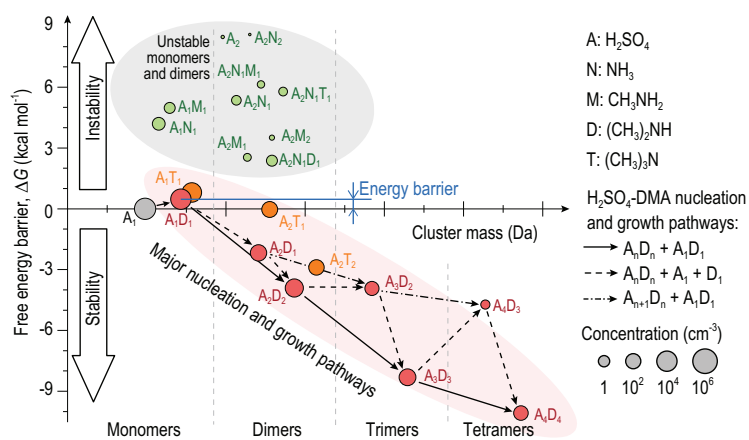 Free energy barrier, ΔG (kcal mol⁻¹)
Instability
Stability
9
6
3
0
-3
-6
-9
Unstable
monomers
and dimers
A₂
A₂N₂
A₂N₁M₁
A₂N₁
A₂N₁T₁
A₁M₁
A₁N₁
A₂M₂
A₂M₁
A₂N₁D₁
A₁T₁
Energy barrier
A₁
A₁D₁
A₂T₁
Cluster mass (Da)
A₂D₁
A₂T₂
A₂D₂
A₃D₂
A₄D₃
A₃D₃
A₄D₄
Major nucleation and growth pathways
Monomers
Dimers
Trimers
Tetramers
A: H₂SO₄
N: NH₃
M: CH₃NH₂
D: (CH₃)₂NH
T: (CH₃)₃N
H₂SO₄-DMA nucleation
and growth pathways:
AₙDₙ + A₁D₁
AₙDₙ + A₁ + D₁
Aₙ₊₁Dₙ + A₁D₁
Concentration (cm⁻³)
1
10²
10⁴
10⁶